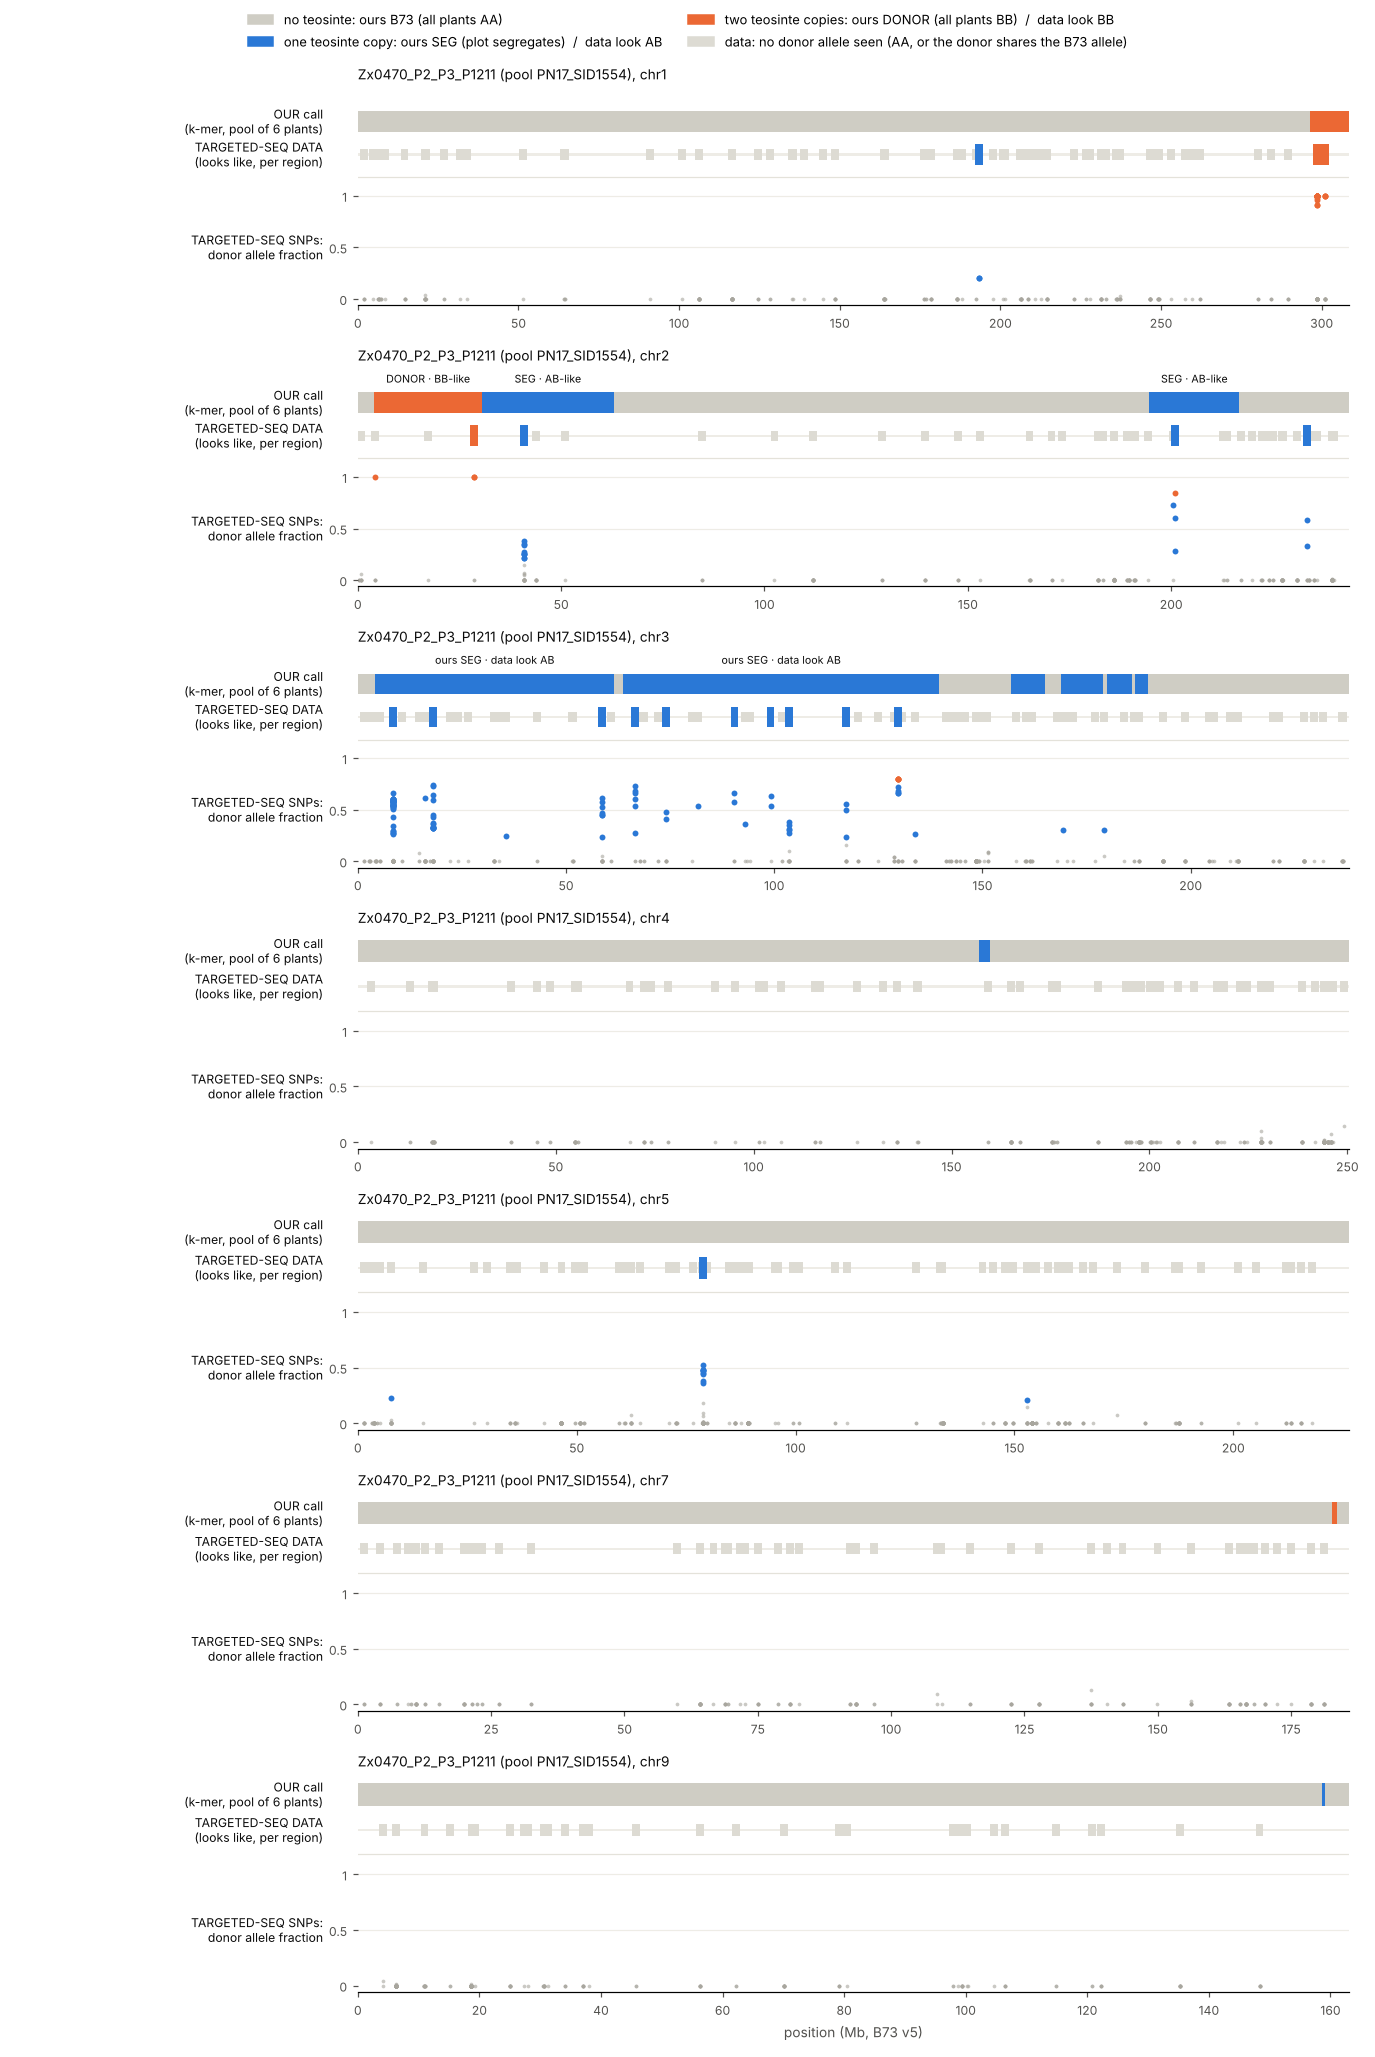 no teosinte: ours B73 (all plants AA)
two teosinte copies: ours DONOR (all plants BB) / data look BB
one teosinte copy: ours SEG (plot segregates) / data look AB
data: no donor allele seen (AA, or the donor shares the B73 allele)
Zx0470_P2_P3_P1211 (pool PN17_SID1554), chr1
OUR call
(k-mer, pool of 6 plants)
TARGETED-SEQ DATA
(looks like, per region)
1
TARGETED-SEQ SNPs:
donor allele fraction
0.5
0
0 50 100 150 200 250 300
Zx0470_P2_P3_P1211 (pool PN17_SID1554), chr2
DONOR · BB-like SEG · AB-like SEG · AB-like
OUR call
(k-mer, pool of 6 plants)
TARGETED-SEQ DATA
(looks like, per region)
1
TARGETED-SEQ SNPs:
donor allele fraction
0.5
0
0 50 100 150 200
Zx0470_P2_P3_P1211 (pool PN17_SID1554), chr3
ours SEG · data look AB ours SEG · data look AB
OUR call
(k-mer, pool of 6 plants)
TARGETED-SEQ DATA
(looks like, per region)
1
TARGETED-SEQ SNPs:
donor allele fraction
0.5
0
0 50 100 150 200
Zx0470_P2_P3_P1211 (pool PN17_SID1554), chr4
OUR call
(k-mer, pool of 6 plants)
TARGETED-SEQ DATA
(looks like, per region)
1
TARGETED-SEQ SNPs:
donor allele fraction
0.5
0
0 50 100 150 200 250
Zx0470_P2_P3_P1211 (pool PN17_SID1554), chr5
OUR call
(k-mer, pool of 6 plants)
TARGETED-SEQ DATA
(looks like, per region)
1
TARGETED-SEQ SNPs:
donor allele fraction
0.5
0
0 50 100 150 200
Zx0470_P2_P3_P1211 (pool PN17_SID1554), chr7
OUR call
(k-mer, pool of 6 plants)
TARGETED-SEQ DATA
(looks like, per region)
1
TARGETED-SEQ SNPs:
donor allele fraction
0.5
0
0 25 50 75 100 125 150 175
Zx0470_P2_P3_P1211 (pool PN17_SID1554), chr9
OUR call
(k-mer, pool of 6 plants)
TARGETED-SEQ DATA
(looks like, per region)
1
TARGETED-SEQ SNPs:
donor allele fraction
0.5
0
0 20 40 60 80 100 120 140 160
position (Mb, B73 v5)